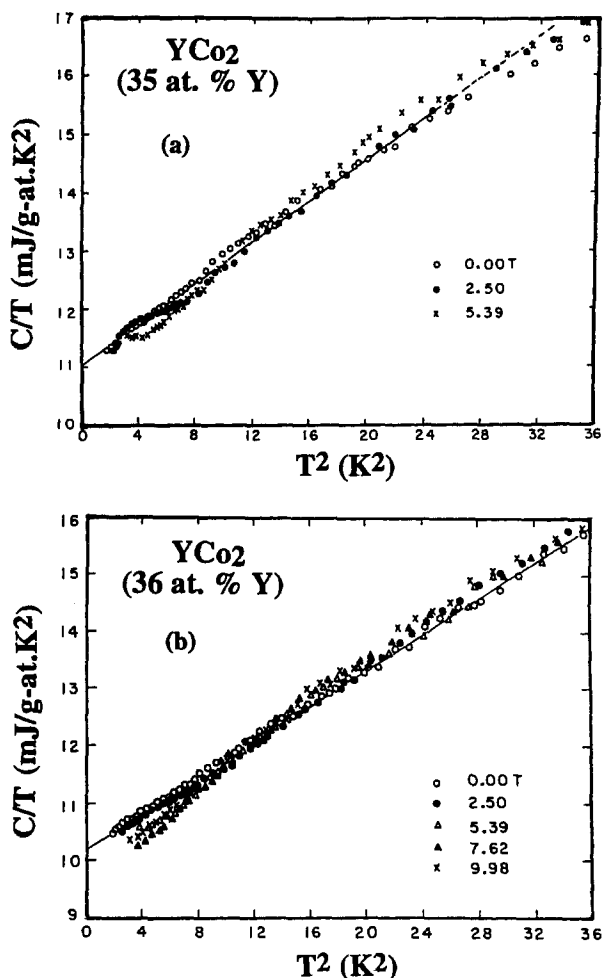 17
16
15
14
13
12
11
10
C/T (mJ/g-at.K2)
YCo2
(35 at. % Y)
(a)
o 0.00T
• 2.50
x 5.39
0 4 8 12 16 20 24 28 32 36
T2 (K2)
16
15
14
13
12
11
10
9
C/T (mJ/g-at.K2)
YCo2
(36 at. % Y)
(b)
o 0.00T
• 2.50
△ 5.39
▲ 7.62
x 9.98
0 4 8 12 16 20 24 28 32 36
T2 (K2)